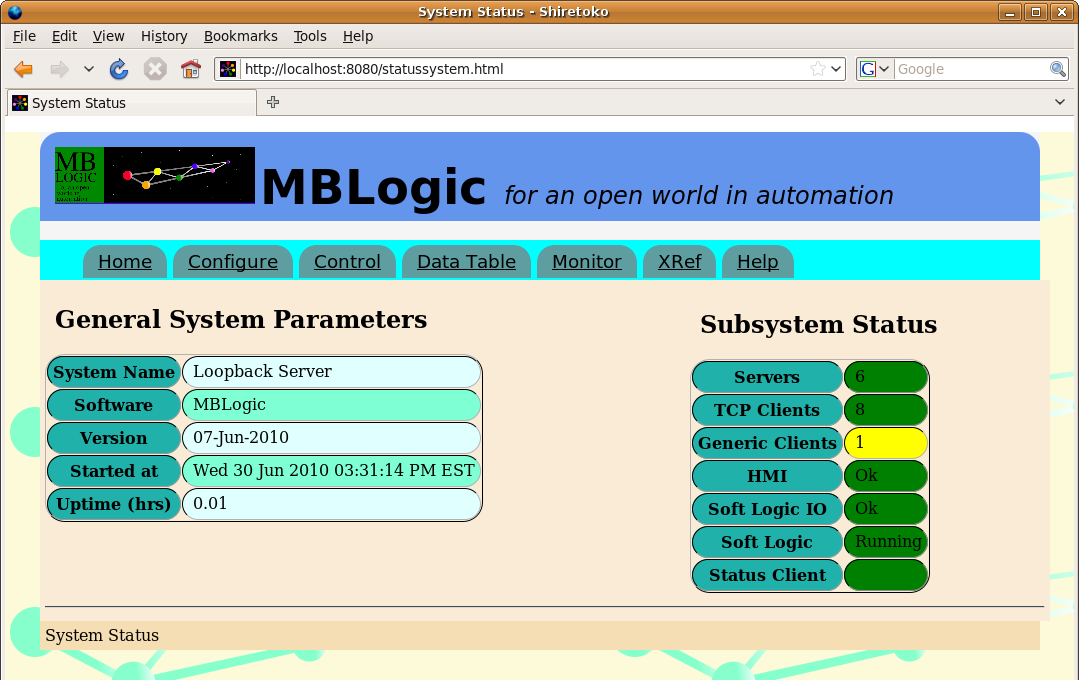 System Status - Shiretoko
File Edit View History Bookmarks Tools Help
http://localhost:8080/statussystem.html
G
Google
System Status
MB
LOGIC
MBLogic for an open world in automation
Home Configure Control Data Table Monitor XRef Help
General System Parameters
System Name Loopback Server
Software MBLogic
Version 07-Jun-2010
Started at Wed 30 Jun 2010 03:31:14 PM EST
Uptime (hrs) 0.01
Subsystem Status
Servers 6
TCP Clients 8
Generic Clients 1
HMI Ok
Soft Logic IO Ok
Soft Logic Running
Status Client
System Status